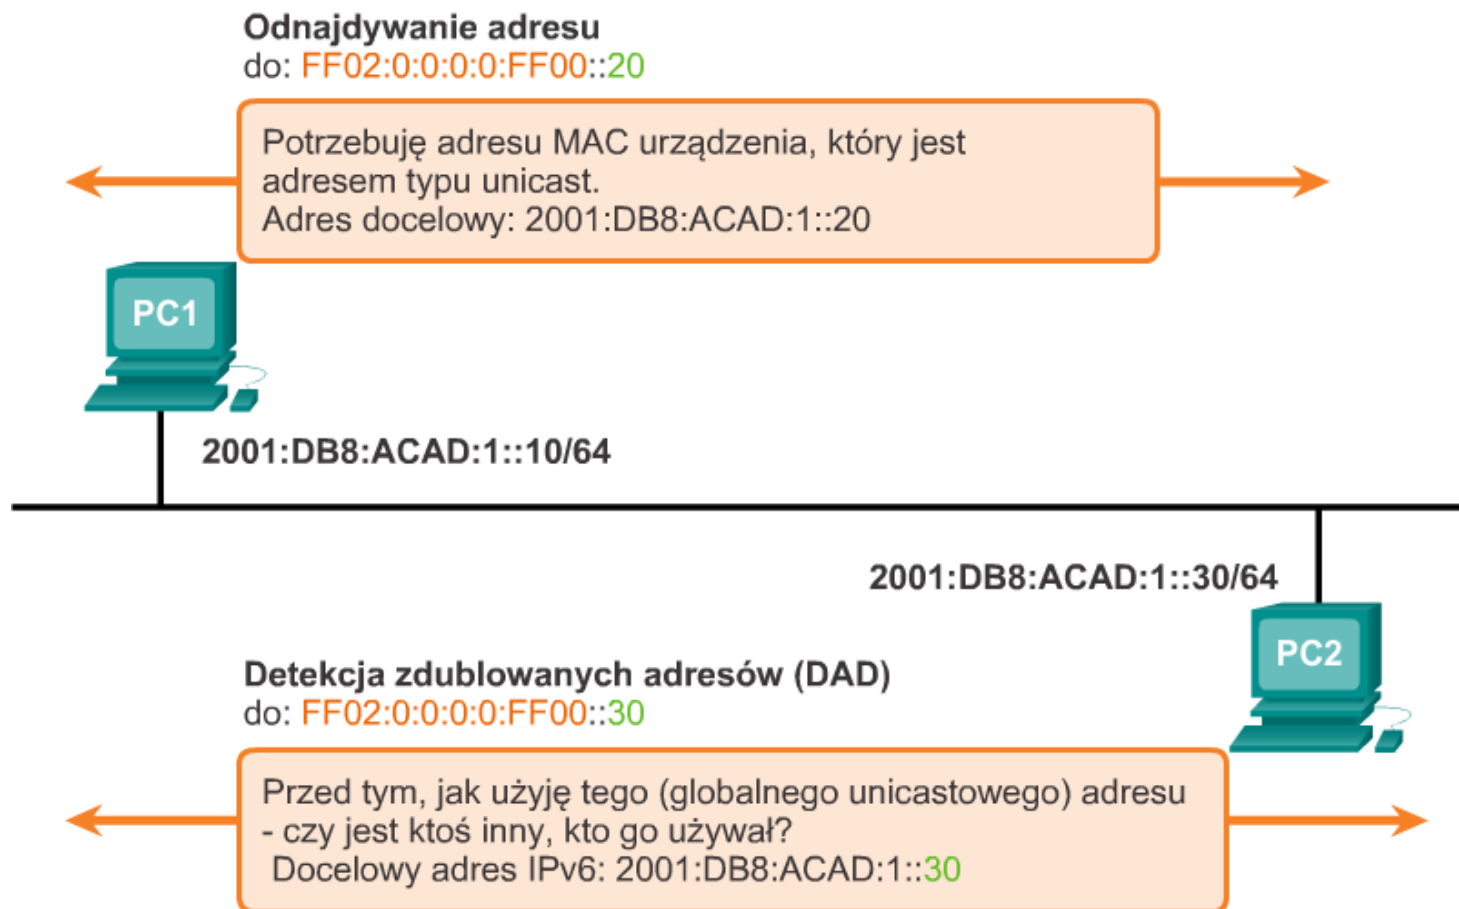 Odnajdywanie adresu
do: FF02:0:0:0:0:FF00::20
Potrzebuję adresu MAC urządzenia, który jest
adresem typu unicast.
Adres docelowy: 2001:DB8:ACAD:1::20
PC1
2001:DB8:ACAD:1::10/64
2001:DB8:ACAD:1::30/64
PC2
Detekcja zdublowanych adresów (DAD)
do: FF02:0:0:0:0:FF00::30
Przed tym, jak użyję tego (globalnego unicastowego) adresu
- czy jest ktoś inny, kto go używał?
Docelowy adres IPv6: 2001:DB8:ACAD:1::30